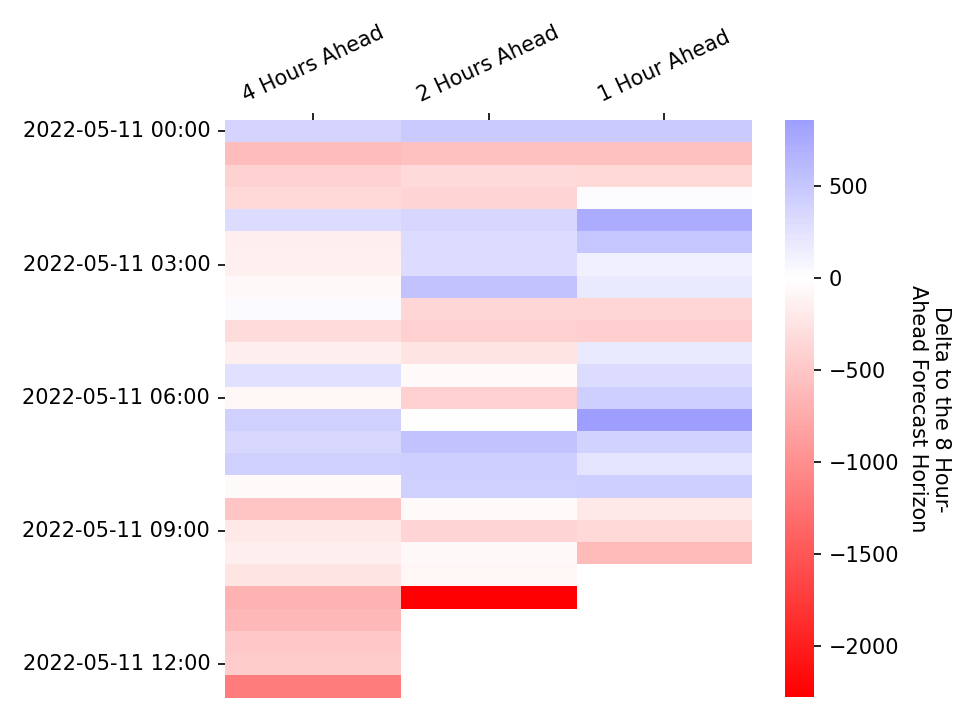 4 Hours Ahead
2 Hours Ahead
1 Hour Ahead
2022-05-11 00:00
2022-05-11 03:00
2022-05-11 06:00
2022-05-11 09:00
2022-05-11 12:00
500
0
−500
−1000
−1500
−2000
Delta to the 8 Hour-
Ahead Forecast Horizon